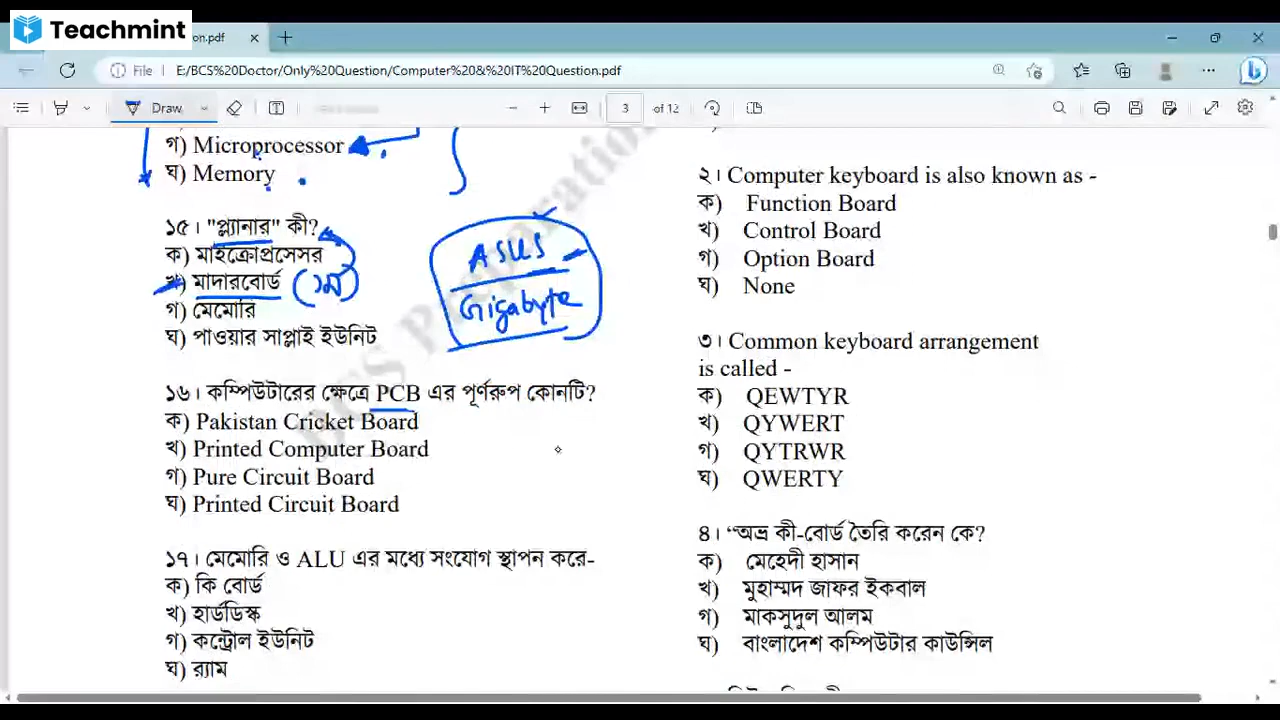 Teachmint
on.pdf
File E:/BCS%20Doctor/Only%20Question/Computer%20&%20IT%20Question.pdf
Draw
3 of 12
গ) Microprocessor
ঘ) Memory
১৫। "প্ল্যানার" কী?
ক) মাইক্রোপ্রসেসর
খ) মাদারবোর্ড
গ) মেমোরি
ঘ) পাওয়ার সাপ্লাই ইউনিট
ASUS
Gigabyte
১৬। কম্পিউটারের ক্ষেত্রে PCB এর পূর্ণরুপ কোনটি?
ক) Pakistan Cricket Board
খ) Printed Computer Board
গ) Pure Circuit Board
ঘ) Printed Circuit Board
১৭। মেমোরি ও ALU এর মধ্যে সংযোগ স্থাপন করে-
ক) কি বোর্ড
খ) হার্ডডিস্ক
গ) কন্ট্রোল ইউনিট
ঘ) র‍্যাম
২। Computer keyboard is also known as -
ক) Function Board
খ) Control Board
গ) Option Board
ঘ) None
৩। Common keyboard arrangement
is called -
ক) QEWTYR
খ) QYWERT
গ) QYTRWR
ঘ) QWERTY
৪। “অভ্র কী-বোর্ড তৈরি করেন কে?
ক) মেহেদী হাসান
খ) মুহাম্মদ জাফর ইকবাল
গ) মাকসুদুল আলম
ঘ) বাংলাদেশ কম্পিউটার কাউন্সিল
BCS Preparation